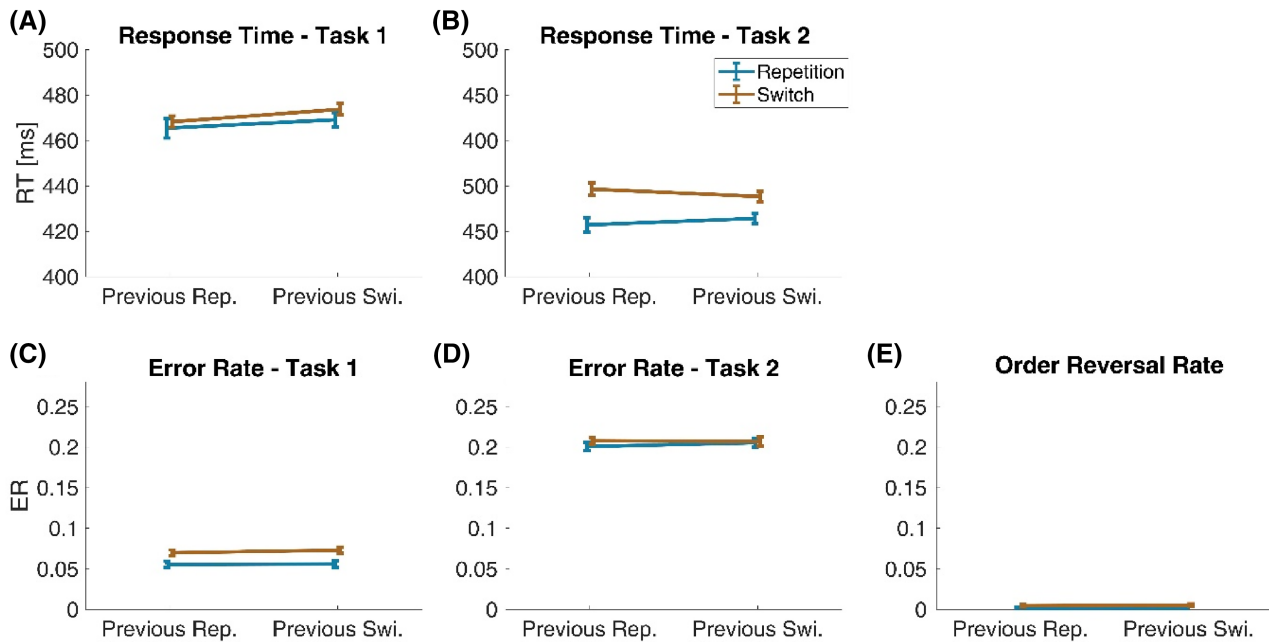 (A)
Response Time - Task 1
500
480
460
440
420
400
RT [ms]
Previous Rep.
Previous Swi.
(B)
Response Time - Task 2
500
450
400
500
450
400
Repetition
Switch
Previous Rep.
Previous Swi.
(C)
Error Rate - Task 1
0.25
0.2
0.15
0.1
0.05
0
ER
Previous Rep.
Previous Swi.
(D)
Error Rate - Task 2
0.25
0.2
0.15
0.1
0.05
0
Previous Rep.
Previous Swi.
(E)
Order Reversal Rate
0.25
0.2
0.15
0.1
0.05
0
Previous Rep.
Previous Swi.